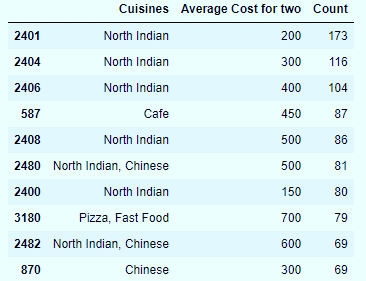 Cuisines Average Cost for two Count
2401 North Indian 200 173
2404 North Indian 300 116
2406 North Indian 400 104
587 Cafe 450 87
2408 North Indian 500 86
2480 North Indian, Chinese 500 81
2400 North Indian 150 80
3180 Pizza, Fast Food 700 79
2482 North Indian, Chinese 600 69
870 Chinese 300 69